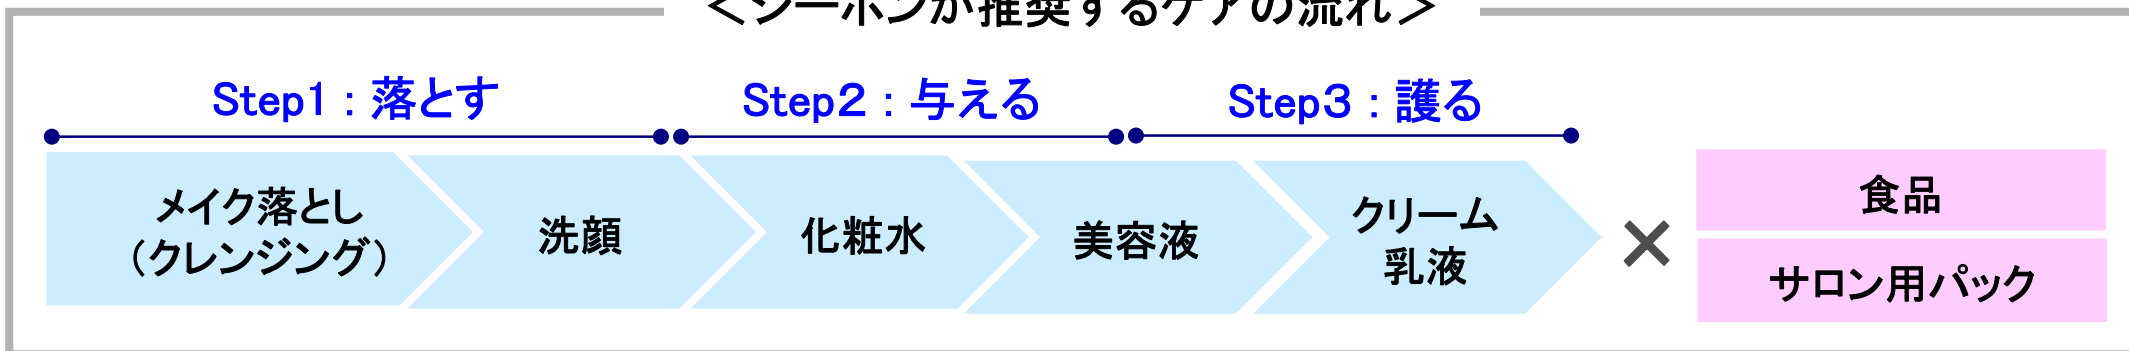 ＜シーボンが推奨するケアの流れ＞
Step1：落とす
Step2：与える
Step3：護る
メイク落とし
（クレンジング）
洗顔
化粧水
美容液
クリーム
乳液
×
食品
サロン用パック